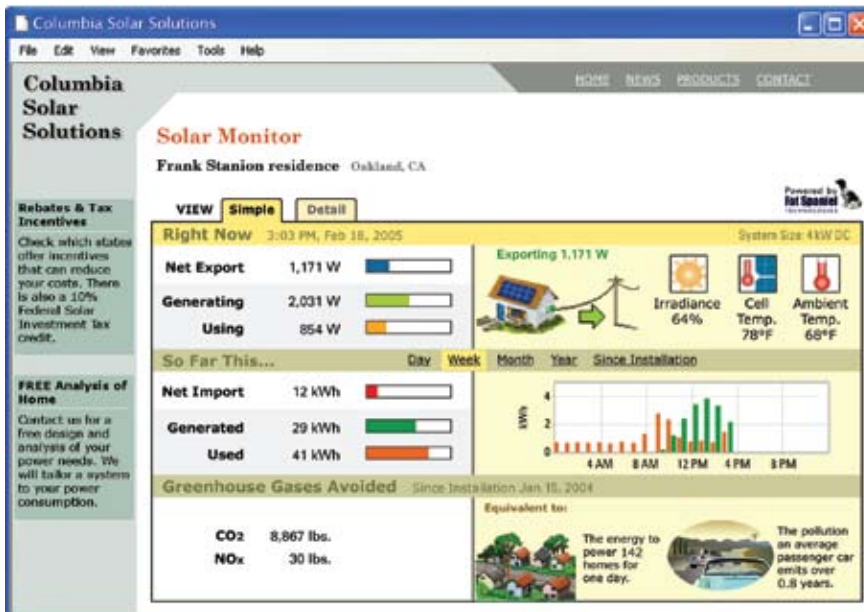 Columbia Solar Solutions
File Edit View Favorites Tools Help
Columbia
Solar
Solutions
HOME NEWS PRODUCTS CONTACT
Solar Monitor
Frank Stanion residence Oakland, CA
Powered by
Fat Spaniel
TECHNOLOGIES
Rebates & Tax
Incentives
Check which states
offer incentives
that can reduce
your costs. There
is also a 10%
Federal Solar
Investment Tax
credit.
FREE Analysis of
Home
Contact us for a
free design and
analysis of your
power needs. We
will tailor a system
to your power
consumption.
VIEW Simple Detail
Right Now 3:03 PM, Feb 18, 2005 System Size: 4kW DC
Net Export 1,171 W
Generating 2,031 W
Using 854 W
Exporting 1,171 W
Irradiance
64%
Cell
Temp.
78°F
Ambient
Temp.
68°F
So Far This... Day Week Month Year Since Installation
Net Import 12 kWh
Generated 29 kWh
Used 41 kWh
kWh
4
2
0
4 AM 8 AM 12 PM 4 PM 8 PM
Greenhouse Gases Avoided Since Installation Jan 15, 2004
CO2 8,867 lbs.
NOx 30 lbs.
Equivalent to:
The energy to
power 142
homes for
one day.
The pollution
an average
passenger car
emits over
0.8 years.